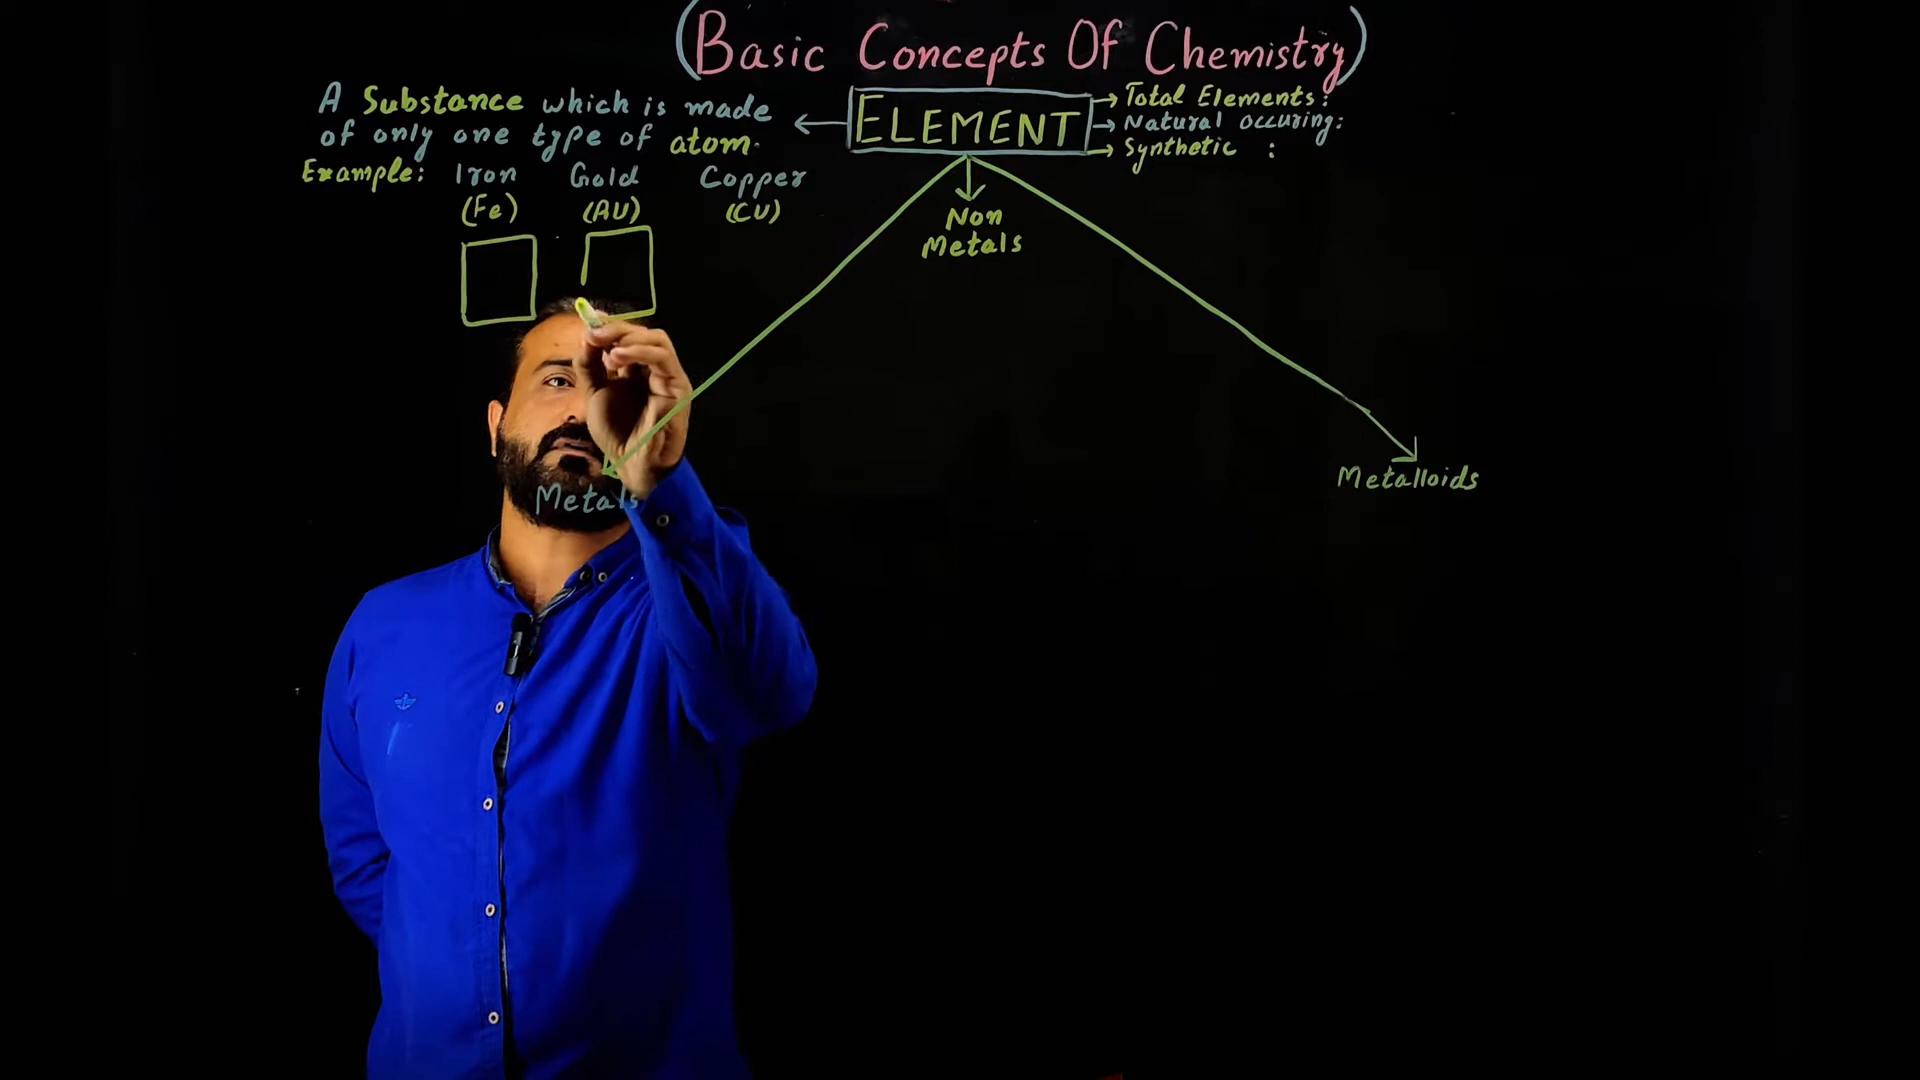 (Basic Concepts Of Chemistry)
A Substance which is made
of only one type of atom.
Example: Iron Gold Copper
(Fe) (AU) (CU)
ELEMENT
Total Elements:
Natural occuring:
Synthetic :
Non
Metals
Metals
Metalloids